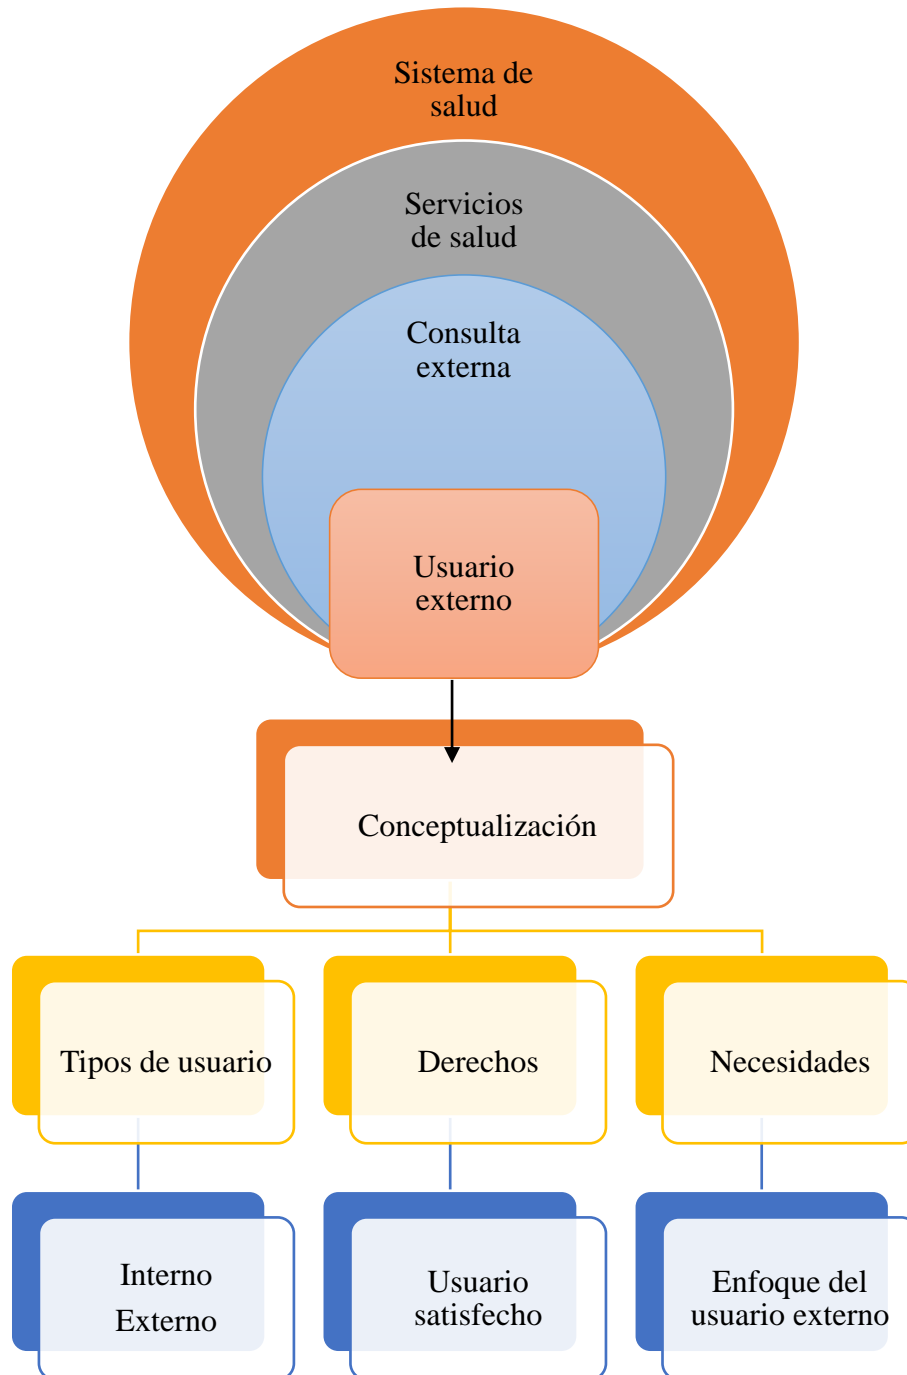 Sistema de
salud
Servicios
de salud
Consulta
externa
Usuario
externo
Conceptualización
Tipos de usuario
Derechos
Necesidades
Interno
Externo
Usuario
satisfecho
Enfoque del
usuario externo